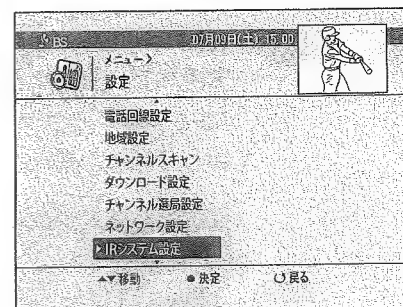 BS 07月09日(土) 15:00
メニュー〉
設定
電話回線設定
地域設定
チャンネルスキャン
ダウンロード設定
チャンネル選局設定
ネットワーク設定
▶IRシステム設定
▲▼移動 ●決定 ↺戻る